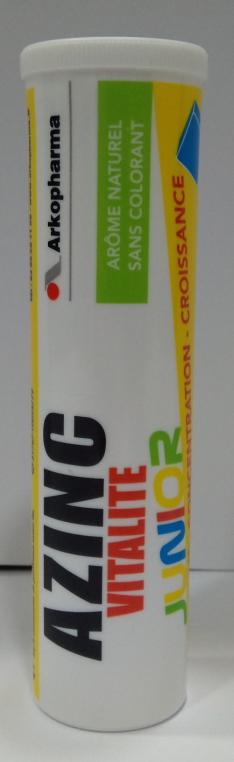 Arkopharma
ARÔME NATUREL
SANS COLORANT
AZINC
VITALITE
JUNIOR
CONCENTRATION - CROISSANCE